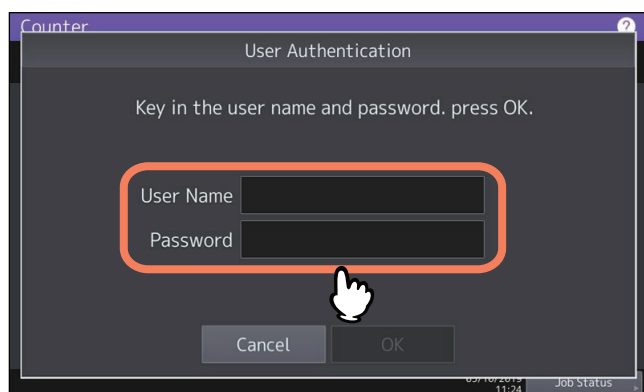 Counter
?
User Authentication
Key in the user name and password. press OK.
User Name
Password
Cancel OK
11:24 Job Status